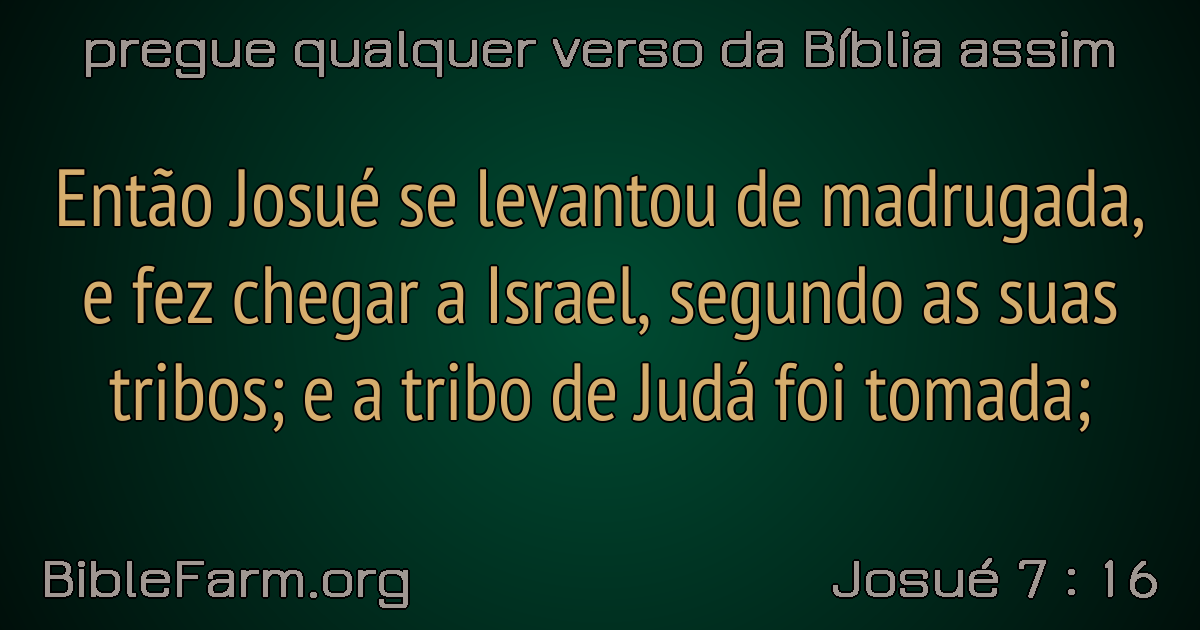 pregue qualquer verso da Bíblia assim
Então Josué se levantou de madrugada,
e fez chegar a Israel, segundo as suas
tribos; e a tribo de Judá foi tomada;
BibleFarm.org
Josué 7 : 16